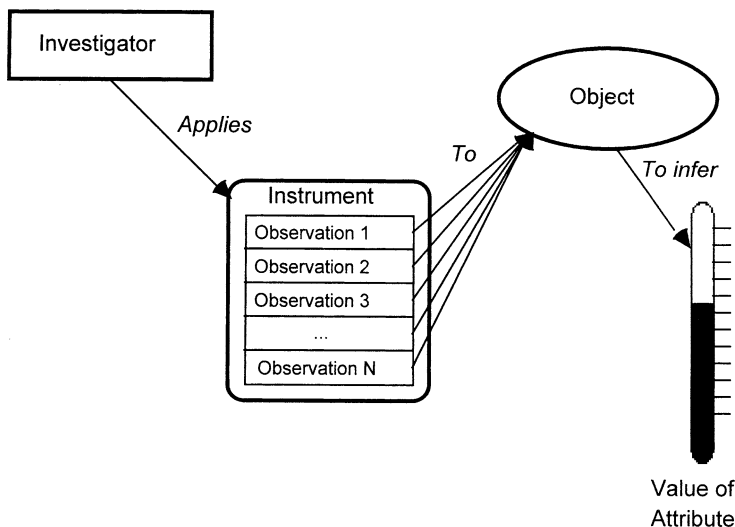 Investigator
Applies
Instrument
Observation 1
Observation 2
Observation 3
...
Observation N
To
Object
To infer
Value of
Attribute